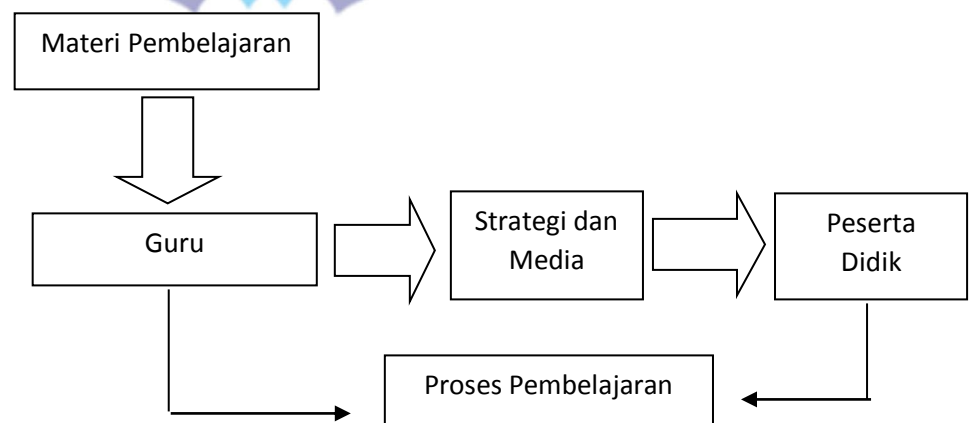 Materi Pembelajaran
Guru
Strategi dan
Media
Peserta
Didik
Proses Pembelajaran